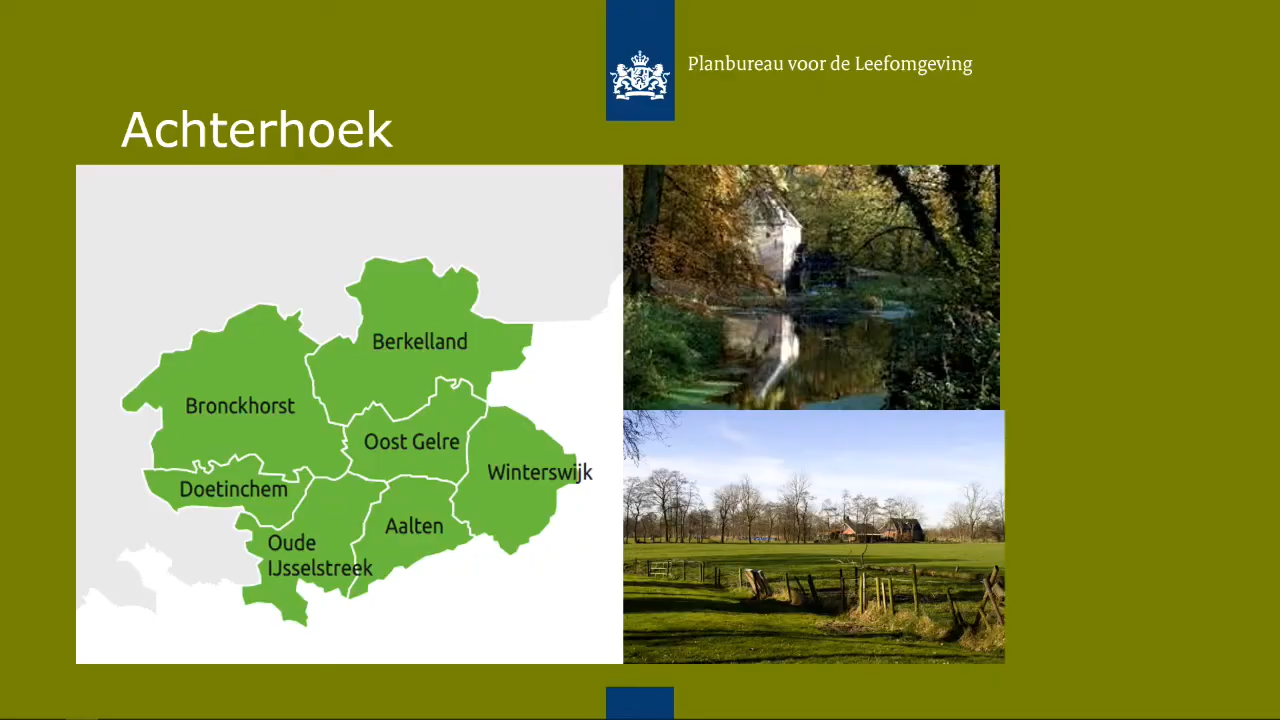 Planbureau voor de Leefomgeving
Achterhoek
Berkelland
Bronckhorst
Oost Gelre
Winterswijk
Doetinchem
Aalten
Oude
IJsselstreek